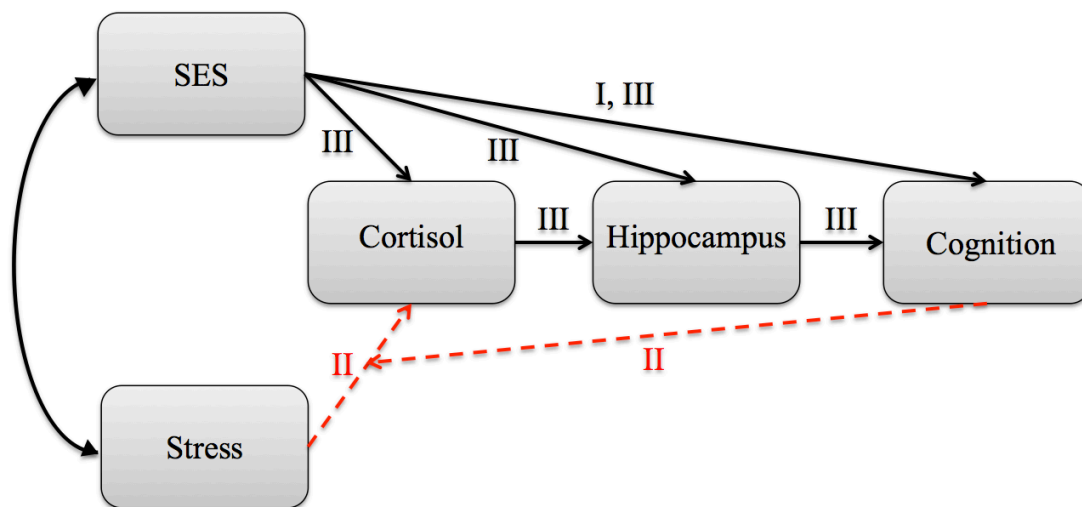 SES
I, III
III
III
Cortisol
III
Hippocampus
III
Cognition
II
II
Stress